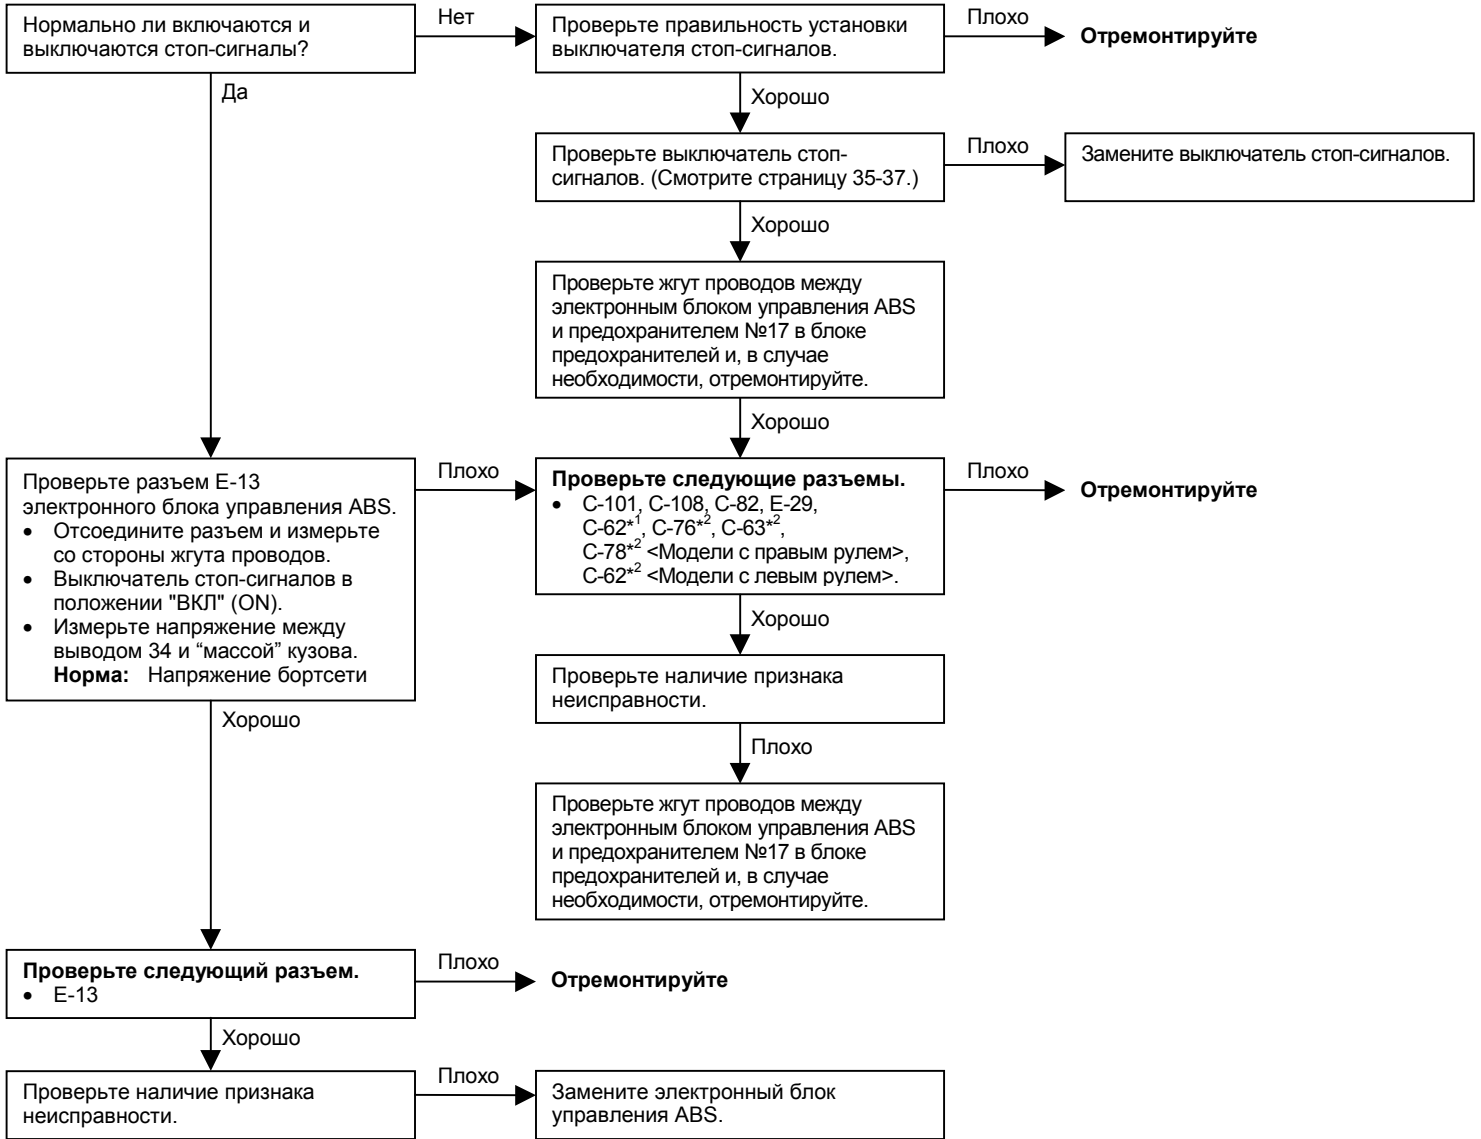 Нормально ли включаются и
выключаются стоп-сигналы?
Нет
Проверьте правильность установки
выключателя стоп-сигналов.
Плохо
Отремонтируйте
Да
Хорошо
Проверьте выключатель стоп-
сигналов. (Смотрите страницу 35-37.)
Плохо
Замените выключатель стоп-сигналов.
Хорошо
Проверьте жгут проводов между
электронным блоком управления ABS
и предохранителем №17 в блоке
предохранителей и, в случае
необходимости, отремонтируйте.
Хорошо
Проверьте разъем E-13
электронного блока управления ABS.
• Отсоедините разъем и измерьте
со стороны жгута проводов.
• Выключатель стоп-сигналов в
положении "ВКЛ" (ON).
• Измерьте напряжение между
выводом 34 и “массой” кузова.
Норма: Напряжение бортсети
Плохо
Проверьте следующие разъемы.
• C-101, C-108, C-82, E-29,
C-62*1, C-76*2, C-63*2,
C-78*2 <Модели с правым рулем>,
C-62*2 <Модели с левым рулем>.
Плохо
Отремонтируйте
Хорошо
Проверьте наличие признака
неисправности.
Хорошо
Плохо
Проверьте жгут проводов между
электронным блоком управления ABS
и предохранителем №17 в блоке
предохранителей и, в случае
необходимости, отремонтируйте.
Проверьте следующий разъем.
• E-13
Плохо
Отремонтируйте
Хорошо
Проверьте наличие признака
неисправности.
Плохо
Замените электронный блок
управления ABS.